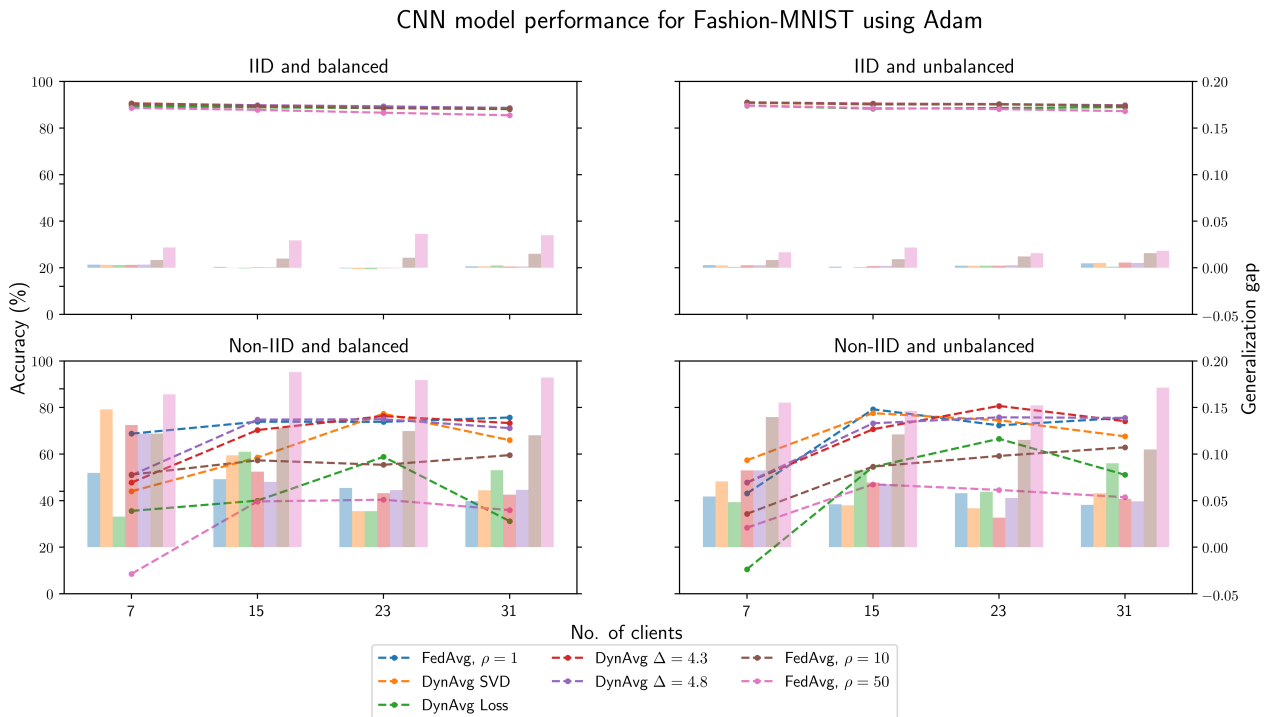 CNN model performance for Fashion-MNIST using Adam
IID and balanced
IID and unbalanced
100
80
60
40
20
0
0.20
0.15
0.10
0.05
0.00
−0.05
Accuracy (%)
Generalization gap
Non-IID and balanced
Non-IID and unbalanced
100
80
60
40
20
0
0.20
0.15
0.10
0.05
0.00
−0.05
7 15 23 31
7 15 23 31
No. of clients
FedAvg, ρ = 1
DynAvg SVD
DynAvg Loss
DynAvg Δ = 4.3
DynAvg Δ = 4.8
FedAvg, ρ = 10
FedAvg, ρ = 50